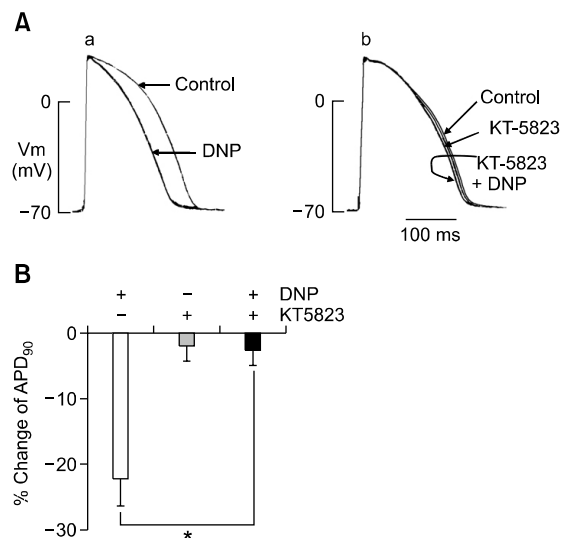 A
a
b
Control
DNP
0
Vm
(mV)
−70
0
−70
Control
KT-5823
KT-5823
+ DNP
100 ms
B
+ − + DNP
− + + KT5823
0
−10
−20
−30
% Change of APD90
*